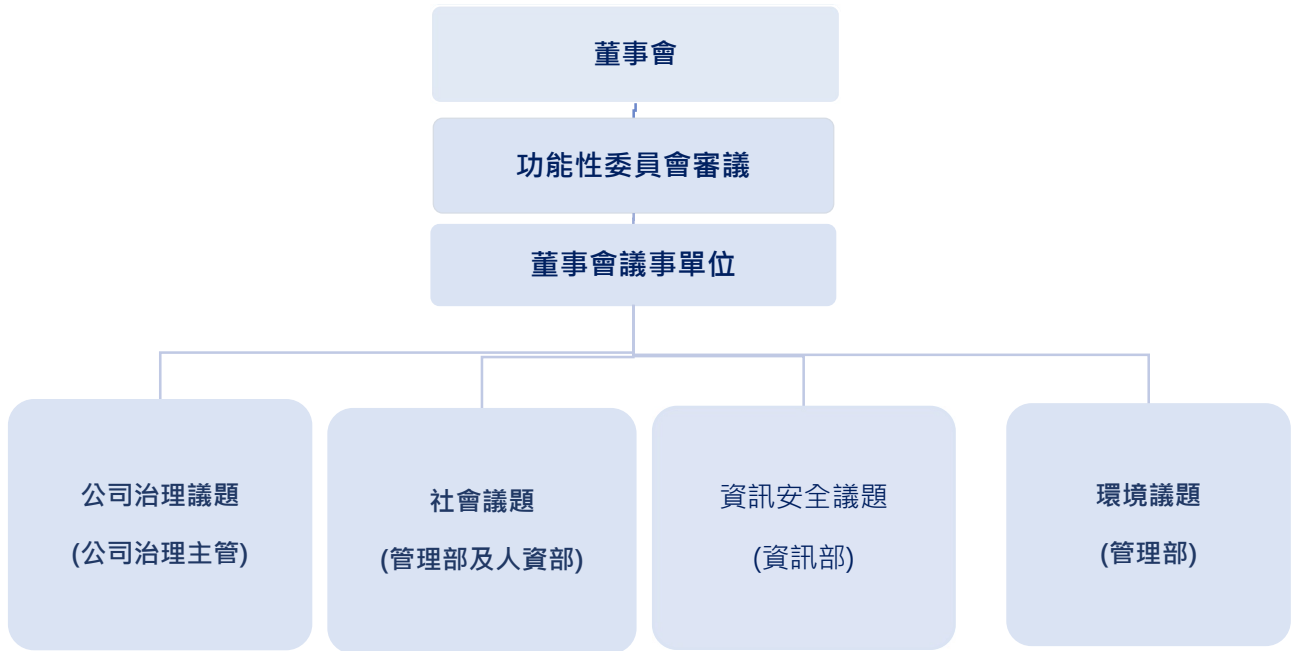 董事會
功能性委員會審議
董事會議事單位
公司治理議題
(公司治理主管)
社會議題
(管理部及人資部)
資訊安全議題
(資訊部)
環境議題
(管理部)